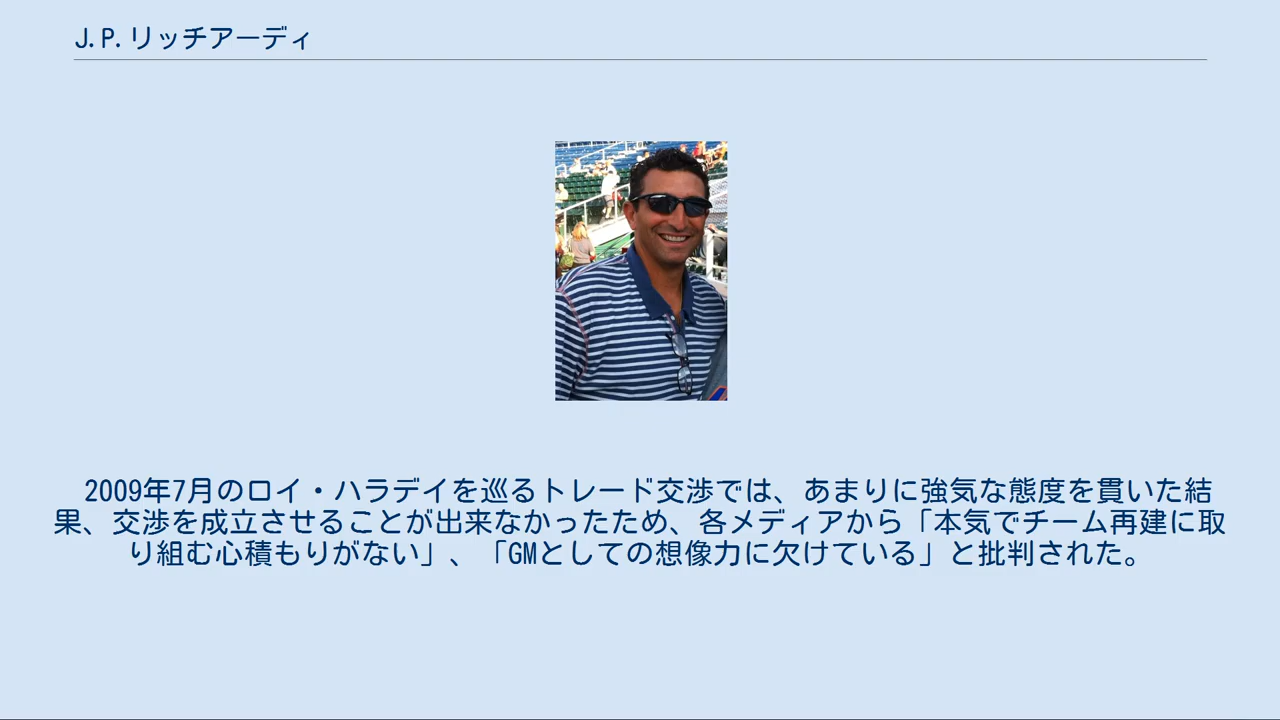 J.P.リッチアーディ
2009年7月のロイ・ハラデイを巡るトレード交渉では、あまりに強気な態度を貫いた結
果、交渉を成立させることが出来なかったため、各メディアから「本気でチーム再建に取
り組む心積もりがない」、「GMとしての想像力に欠けている」と批判された。